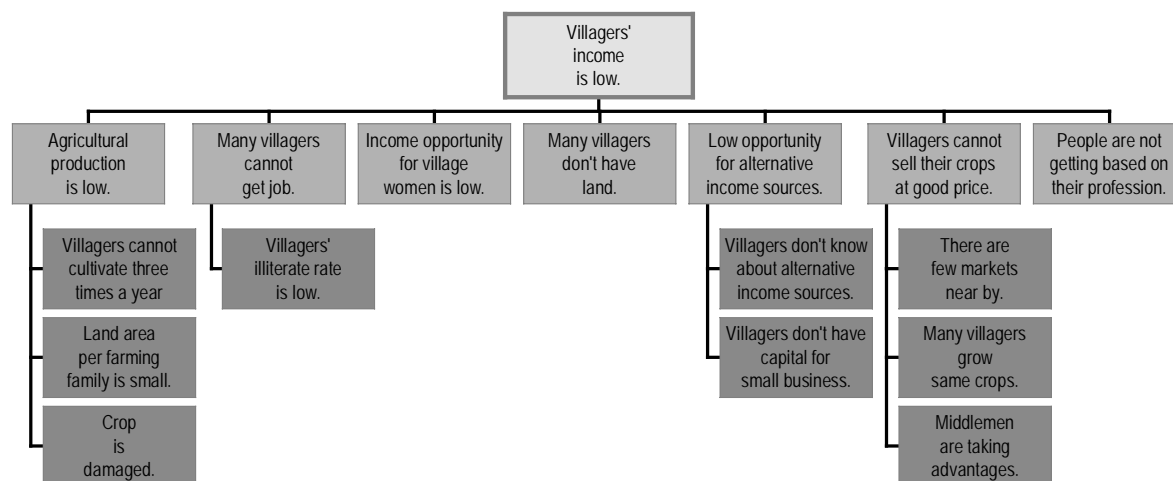 Villagers'
income
is low.
Agricultural
production
is low.
Many villagers
cannot
get job.
Income opportunity
for village
women is low.
Many villagers
don't have
land.
Low opportunity
for alternative
income sources.
Villagers cannot
sell their crops
at good price.
People are not
getting based on
their profession.
Villagers cannot
cultivate three
times a year
Land area
per farming
family is small.
Crop
is
damaged.
Villagers'
illiterate rate
is low.
Villagers don't know
about alternative
income sources.
Villagers don't have
capital for
small business.
There are
few markets
near by.
Many villagers
grow
same crops.
Middlemen
are taking
advantages.